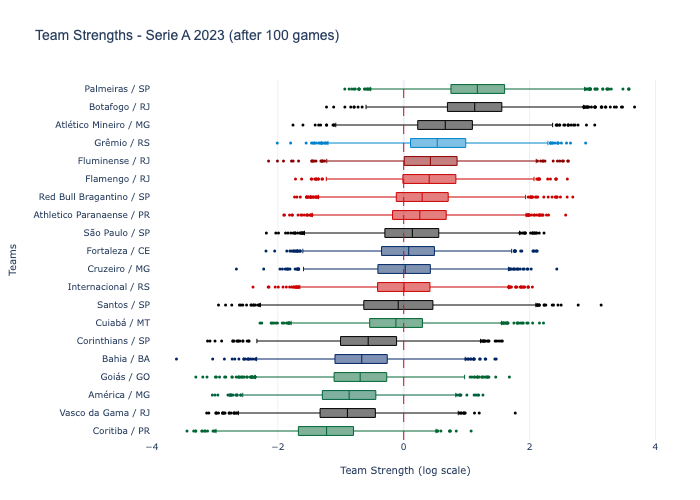 Team Strengths - Serie A 2023 (after 100 games)
Palmeiras / SP
Botafogo / RJ
Atlético Mineiro / MG
Grêmio / RS
Fluminense / RJ
Flamengo / RJ
Red Bull Bragantino / SP
Athletico Paranaense / PR
São Paulo / SP
Fortaleza / CE
Cruzeiro / MG
Internacional / RS
Santos / SP
Cuiabá / MT
Corinthians / SP
Bahia / BA
Goiás / GO
América / MG
Vasco da Gama / RJ
Coritiba / PR
Teams
−4 −2 0 2 4
Team Strength (log scale)